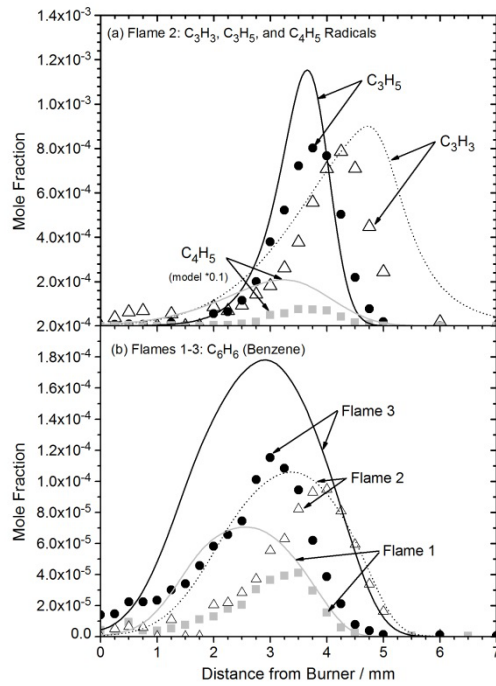 1.4x10-3
(a) Flame 2: C3H3, C3H5, and C4H5 Radicals
1.2x10-3
1.0x10-3
8.0x10-4
6.0x10-4
4.0x10-4
2.0x10-4
Mole Fraction
C3H5
C3H3
C4H5
(model *0.1)
2.0x10-4
(b) Flames 1-3: C6H6 (Benzene)
1.8x10-4
1.6x10-4
1.4x10-4
1.2x10-4
1.0x10-4
8.0x10-5
6.0x10-5
4.0x10-5
2.0x10-5
0.0
Mole Fraction
Flame 3
Flame 2
Flame 1
0 1 2 3 4 5 6 7
Distance from Burner / mm